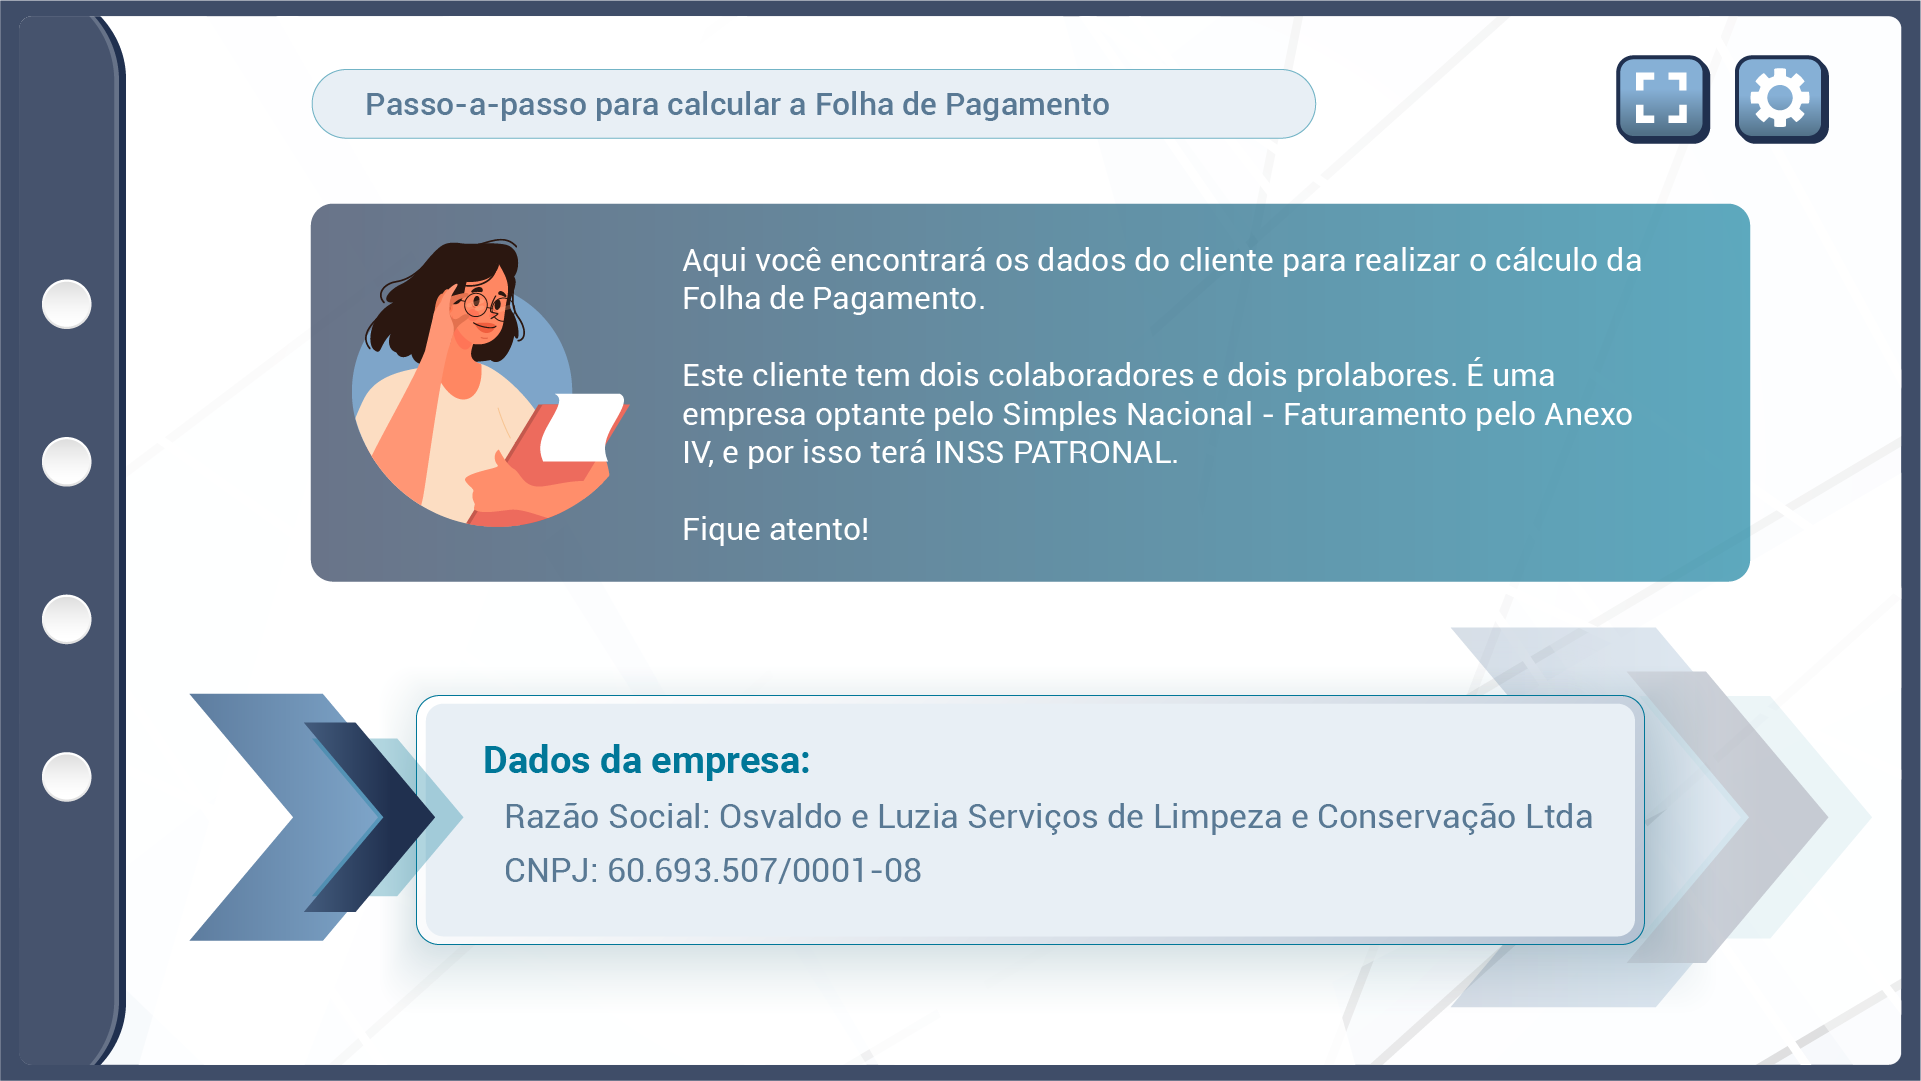 Passo-a-passo para calcular a Folha de Pagamento
Aqui você encontrará os dados do cliente para realizar o cálculo da
Folha de Pagamento.
Este cliente tem dois colaboradores e dois prolabores. É uma
empresa optante pelo Simples Nacional - Faturamento pelo Anexo
IV, e por isso terá INSS PATRONAL.
Fique atento!
Dados da empresa:
Razão Social: Osvaldo e Luzia Serviços de Limpeza e Conservação Ltda
CNPJ: 60.693.507/0001-08